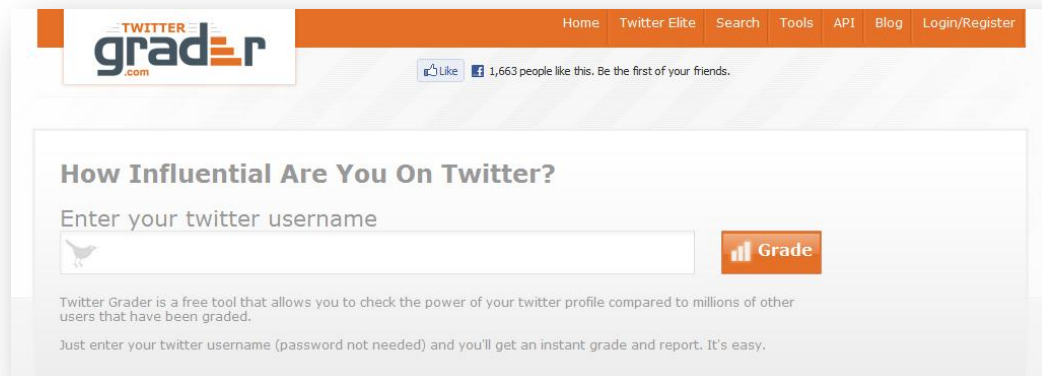 TWITTER
grader
.com
Home Twitter Elite Search Tools API Blog Login/Register
Like 1,663 people like this. Be the first of your friends.
How Influential Are You On Twitter?
Enter your twitter username
Grade
Twitter Grader is a free tool that allows you to check the power of your twitter profile compared to millions of other
users that have been graded.
Just enter your twitter username (password not needed) and you'll get an instant grade and report. It's easy.